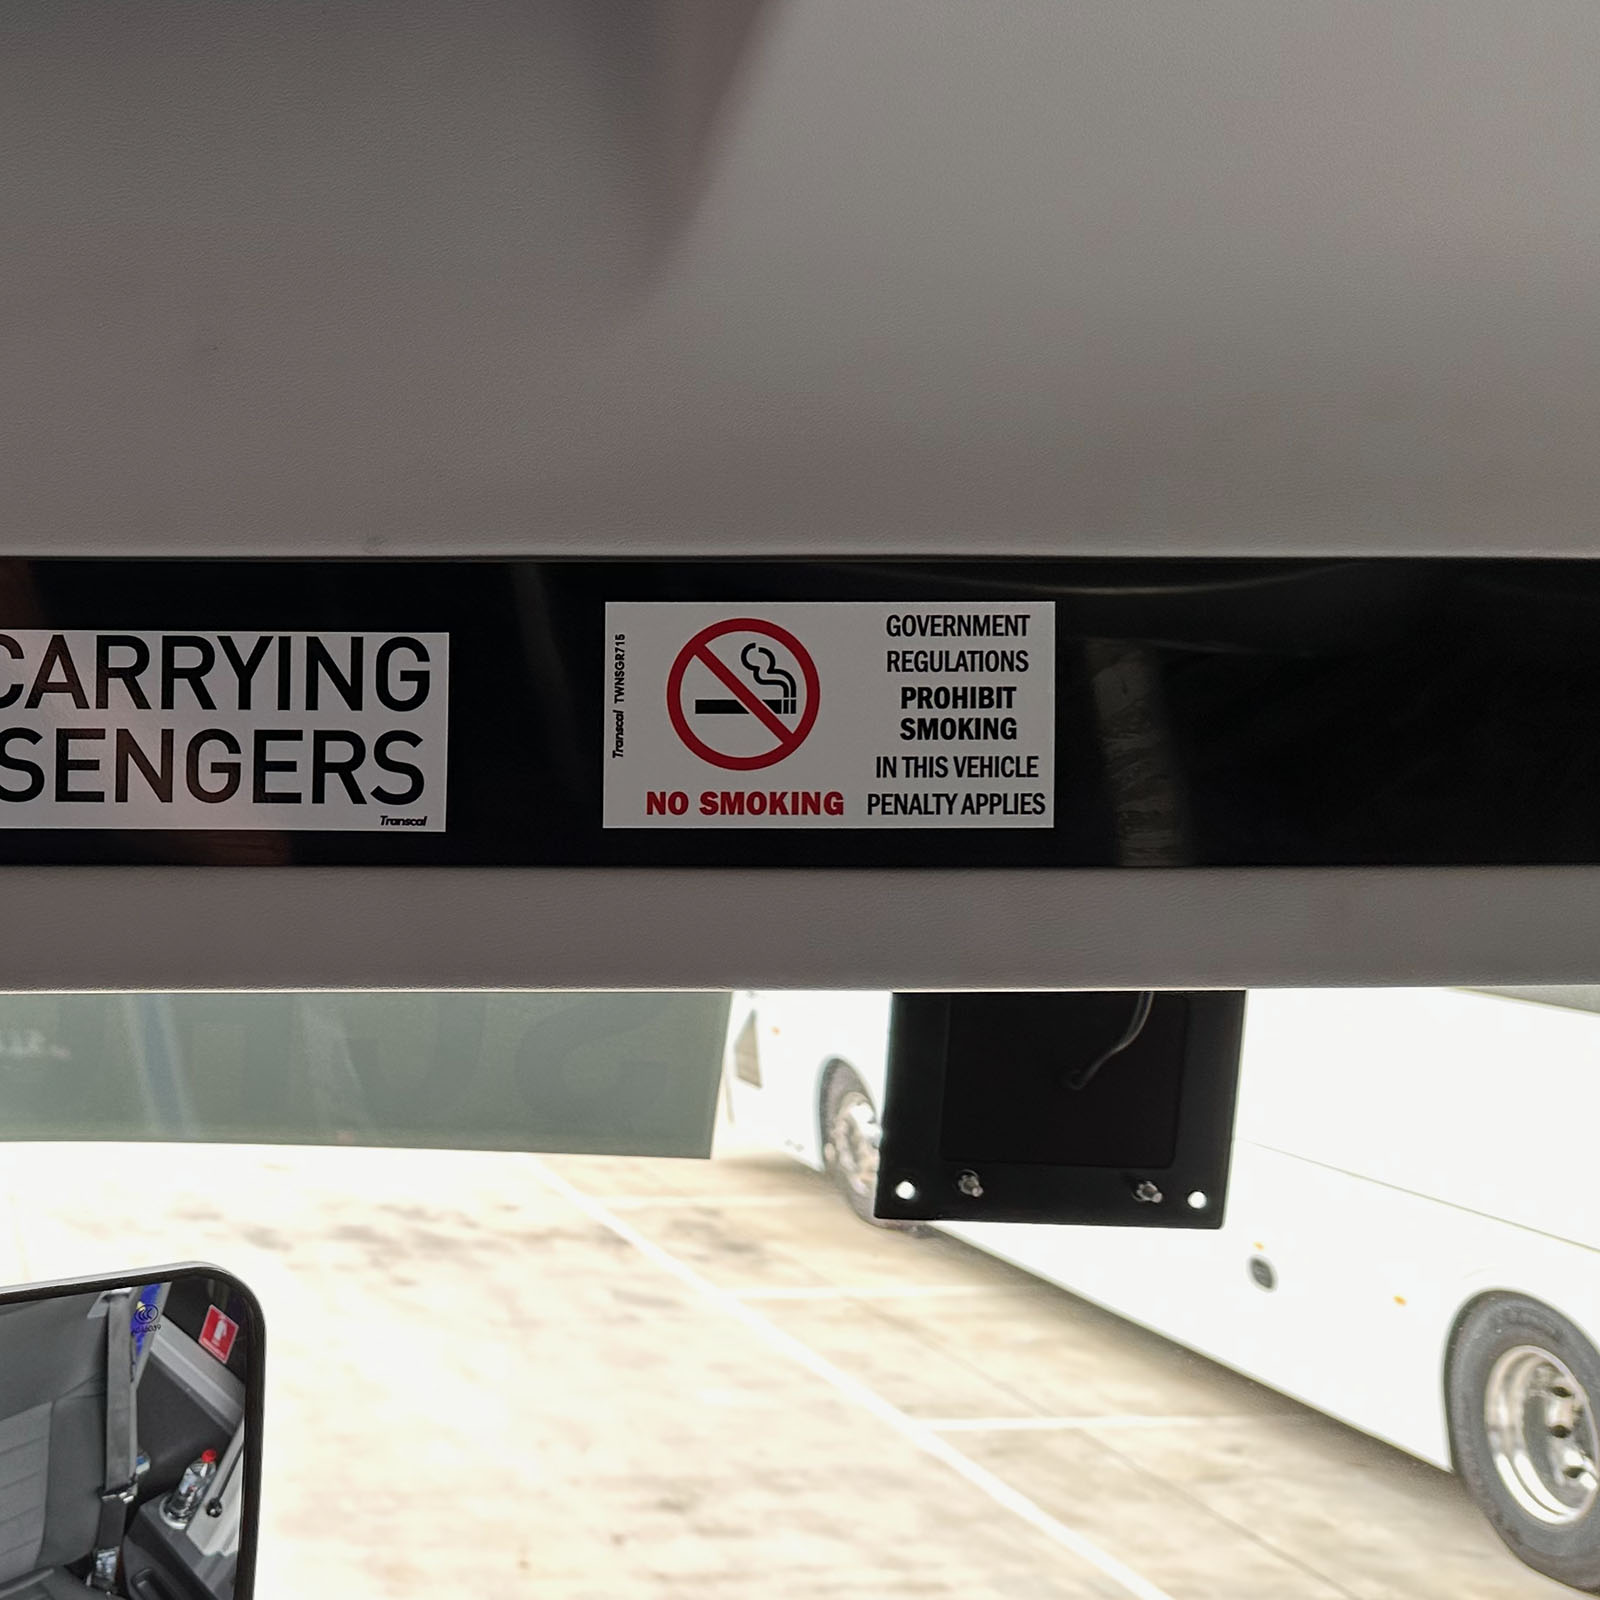 CARRYING
SENGERS
Transcal
Transcal TWNSGR715
NO SMOKING
GOVERNMENT
REGULATIONS
PROHIBIT
SMOKING
IN THIS VEHICLE
PENALTY APPLIES